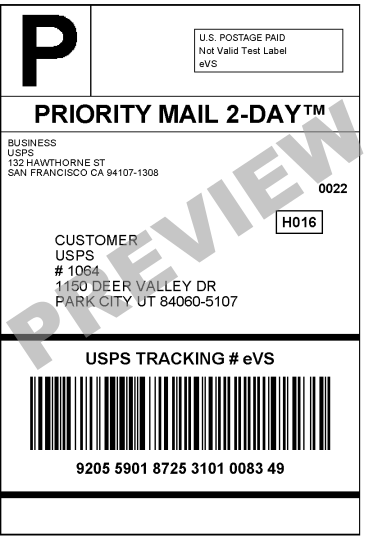 P
U.S. POSTAGE PAID
Not Valid Test Label
eVS
PRIORITY MAIL 2-DAY™
BUSINESS
USPS
132 HAWTHORNE ST
SAN FRANCISCO CA 94107-1308
0022
H016
CUSTOMER
USPS
# 1064
1150 DEER VALLEY DR
PARK CITY UT 84060-5107
PREVIEW
USPS TRACKING # eVS
9205 5901 8725 3101 0083 49